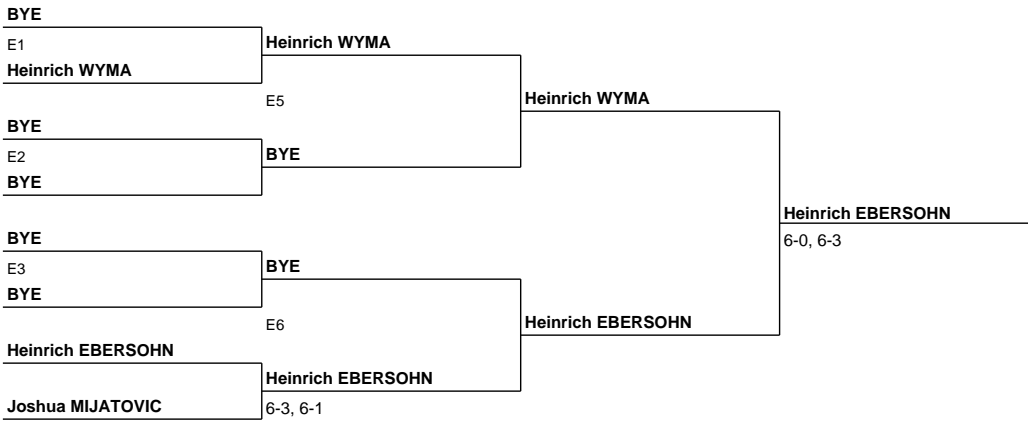 BYE
E1
Heinrich WYMA
BYE
E2
BYE
BYE
E3
BYE
Heinrich EBERSOHN
Joshua MIJATOVIC
Heinrich WYMA
E5
BYE
BYE
E6
Heinrich EBERSOHN
6-3, 6-1
Heinrich WYMA
Heinrich EBERSOHN
Heinrich EBERSOHN
6-0, 6-3